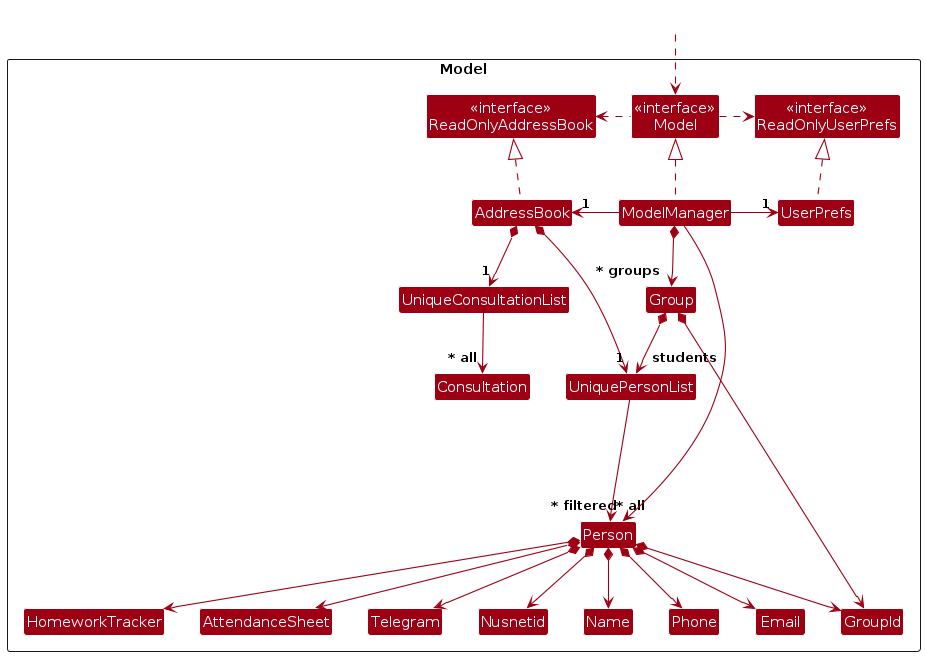 Model
«interface»
ReadOnlyAddressBook
«interface»
Model
«interface»
ReadOnlyUserPrefs
AddressBook
1
ModelManager
1
UserPrefs
1
* groups
UniqueConsultationList
Group
* all
1
students
Consultation
UniquePersonList
* filtered
* all
Person
HomeworkTracker
AttendanceSheet
Telegram
Nusnetid
Name
Phone
Email
GroupId